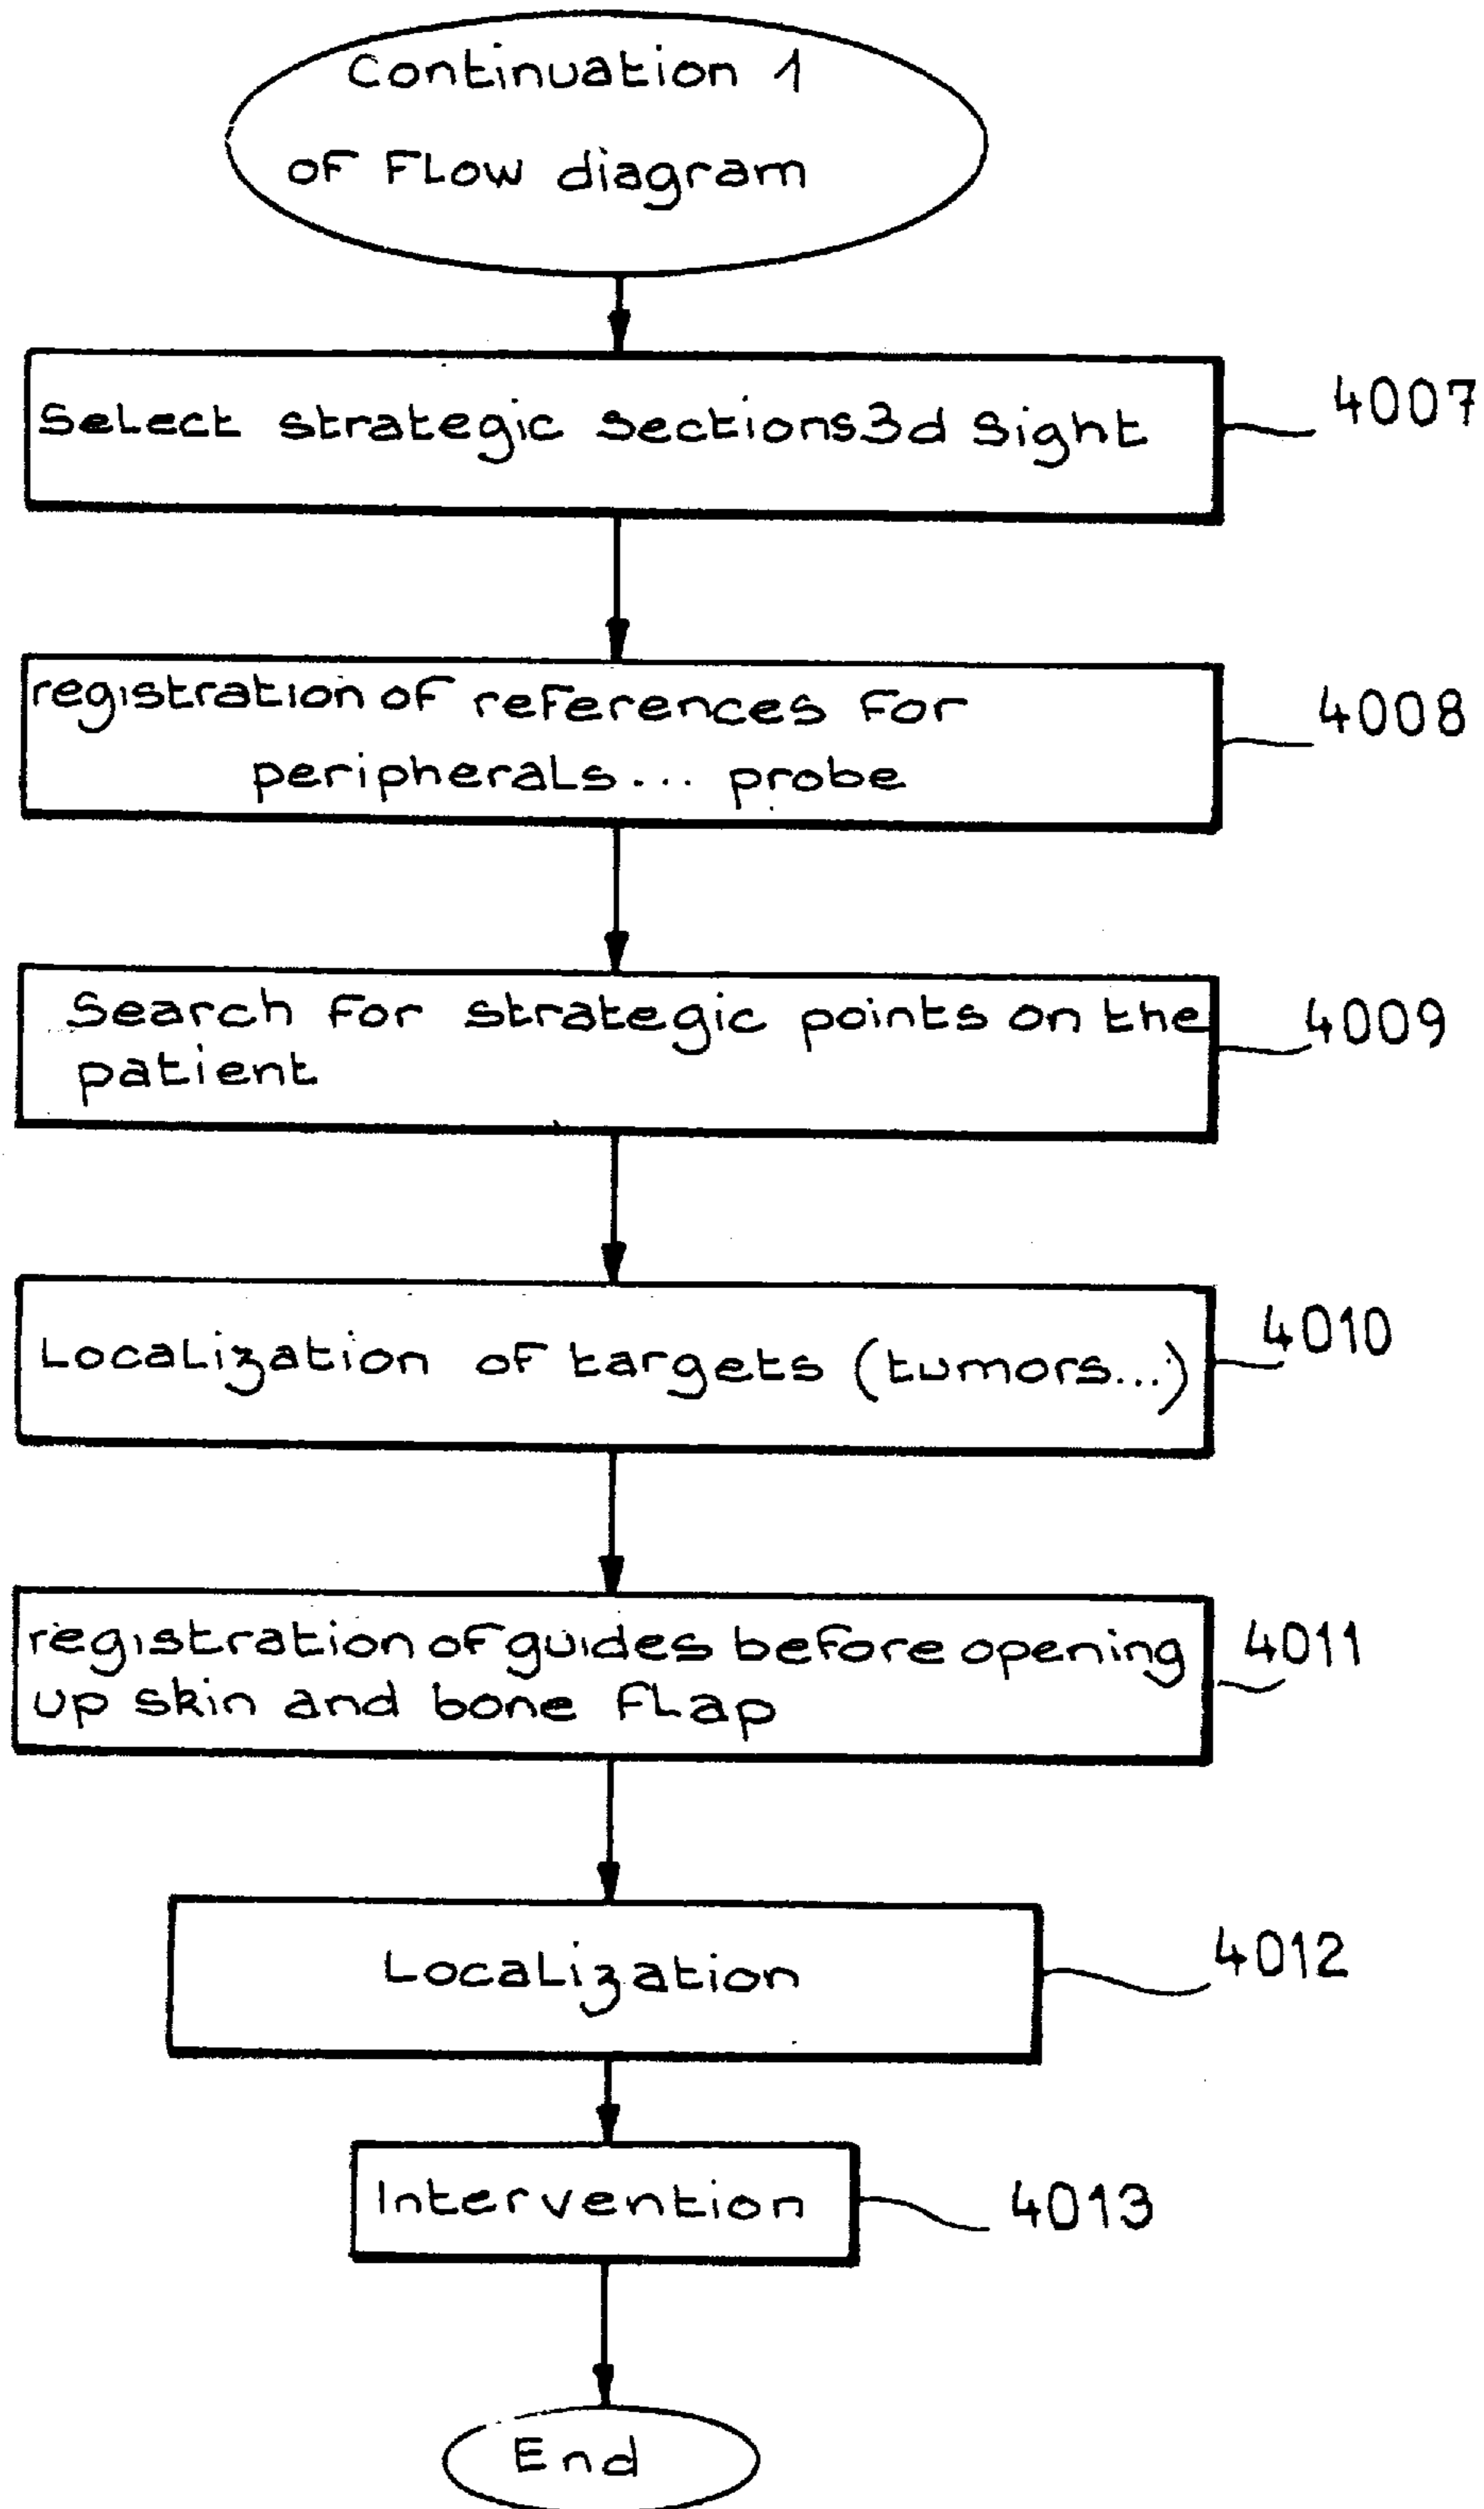 Continuation 1
of Flow diagram
Select strategic sections3d sight
4007
registration of references for
peripherals... probe
4008
Search for strategic points on the
patient
4009
Localization of targets (tumors...)
4010
registration of guides before opening
up skin and bone flap
4011
Localization
4012
Intervention
4013
End